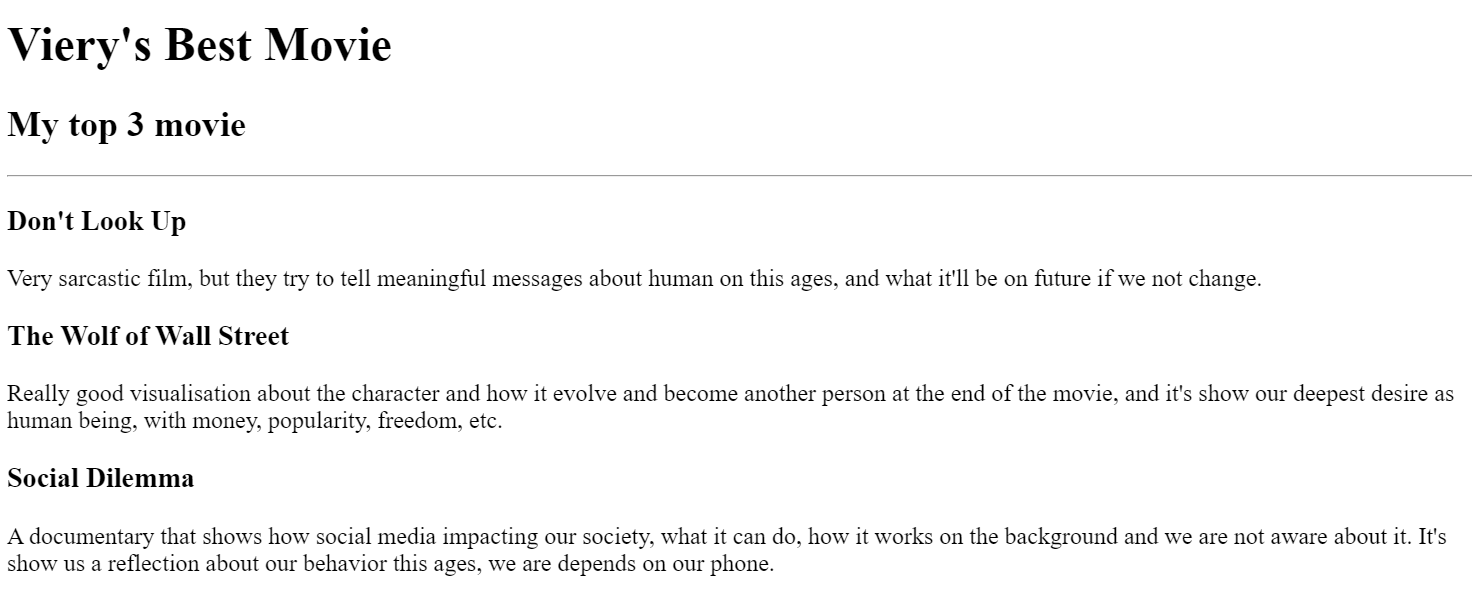 Viery's Best Movie
My top 3 movie
Don't Look Up
Very sarcastic film, but they try to tell meaningful messages about human on this ages, and what it'll be on future if we not change.
The Wolf of Wall Street
Really good visualisation about the character and how it evolve and become another person at the end of the movie, and it's show our deepest desire as
human being, with money, popularity, freedom, etc.
Social Dilemma
A documentary that shows how social media impacting our society, what it can do, how it works on the background and we are not aware about it. It's
show us a reflection about our behavior this ages, we are depends on our phone.